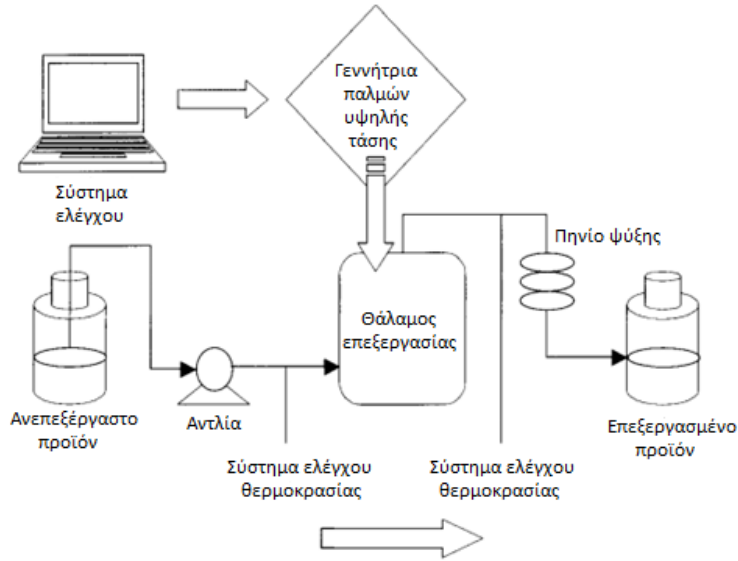 Γεννήτρια
παλμών
υψηλής
τάσης
Σύστημα
ελέγχου
Πηνίο ψύξης
Θάλαμος
επεξεργασίας
Ανεπεξέργαστο
προϊόν
Αντλία
Επεξεργασμένο
προϊόν
Σύστημα ελέγχου
θερμοκρασίας
Σύστημα ελέγχου
θερμοκρασίας